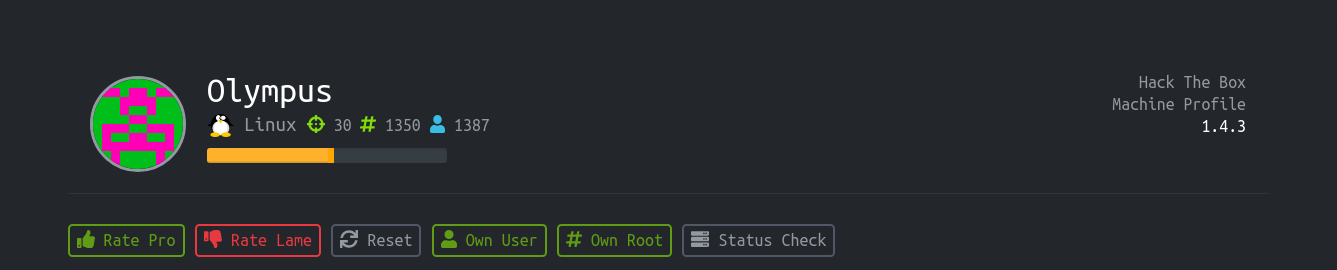 Olympus
Linux 30 # 1350 1387
Hack The Box
Machine Profile
1.4.3
Rate Pro Rate Lame Reset Own User # Own Root Status Check